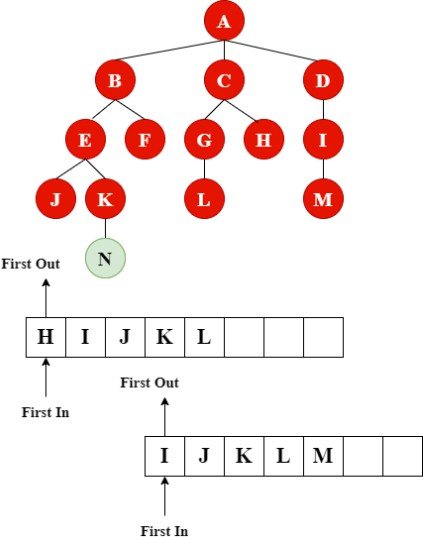 A
B C D
E F G H I
J K L M
N
First Out
H I J K L
First In
First Out
I J K L M
First In